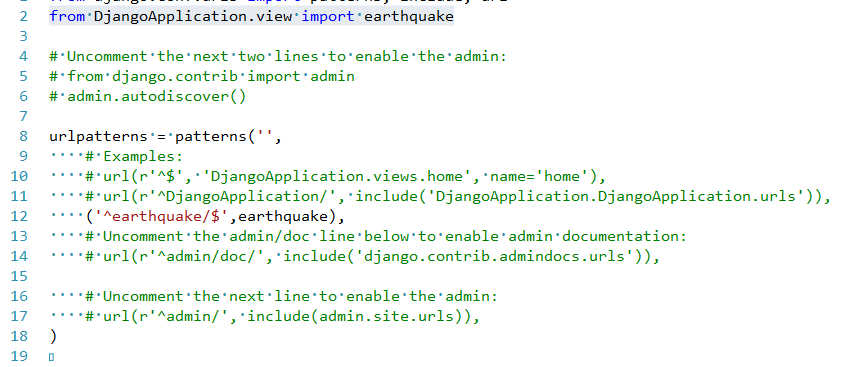 2 from DjangoApplication.view import earthquake
3
4 # Uncomment the next two lines to enable the admin:
5 # from django.contrib import admin
6 # admin.autodiscover()
7
8 urlpatterns = patterns('',
9     # Examples:
10     # url(r'^$', 'DjangoApplication.views.home', name='home'),
11     # url(r'^DjangoApplication/', include('DjangoApplication.DjangoApplication.urls')),
12     ('^earthquake/$',earthquake),
13     # Uncomment the admin/doc line below to enable admin documentation:
14     # url(r'^admin/doc/', include('django.contrib.admindocs.urls')),
15
16     # Uncomment the next line to enable the admin:
17     # url(r'^admin/', include(admin.site.urls)),
18 )
19